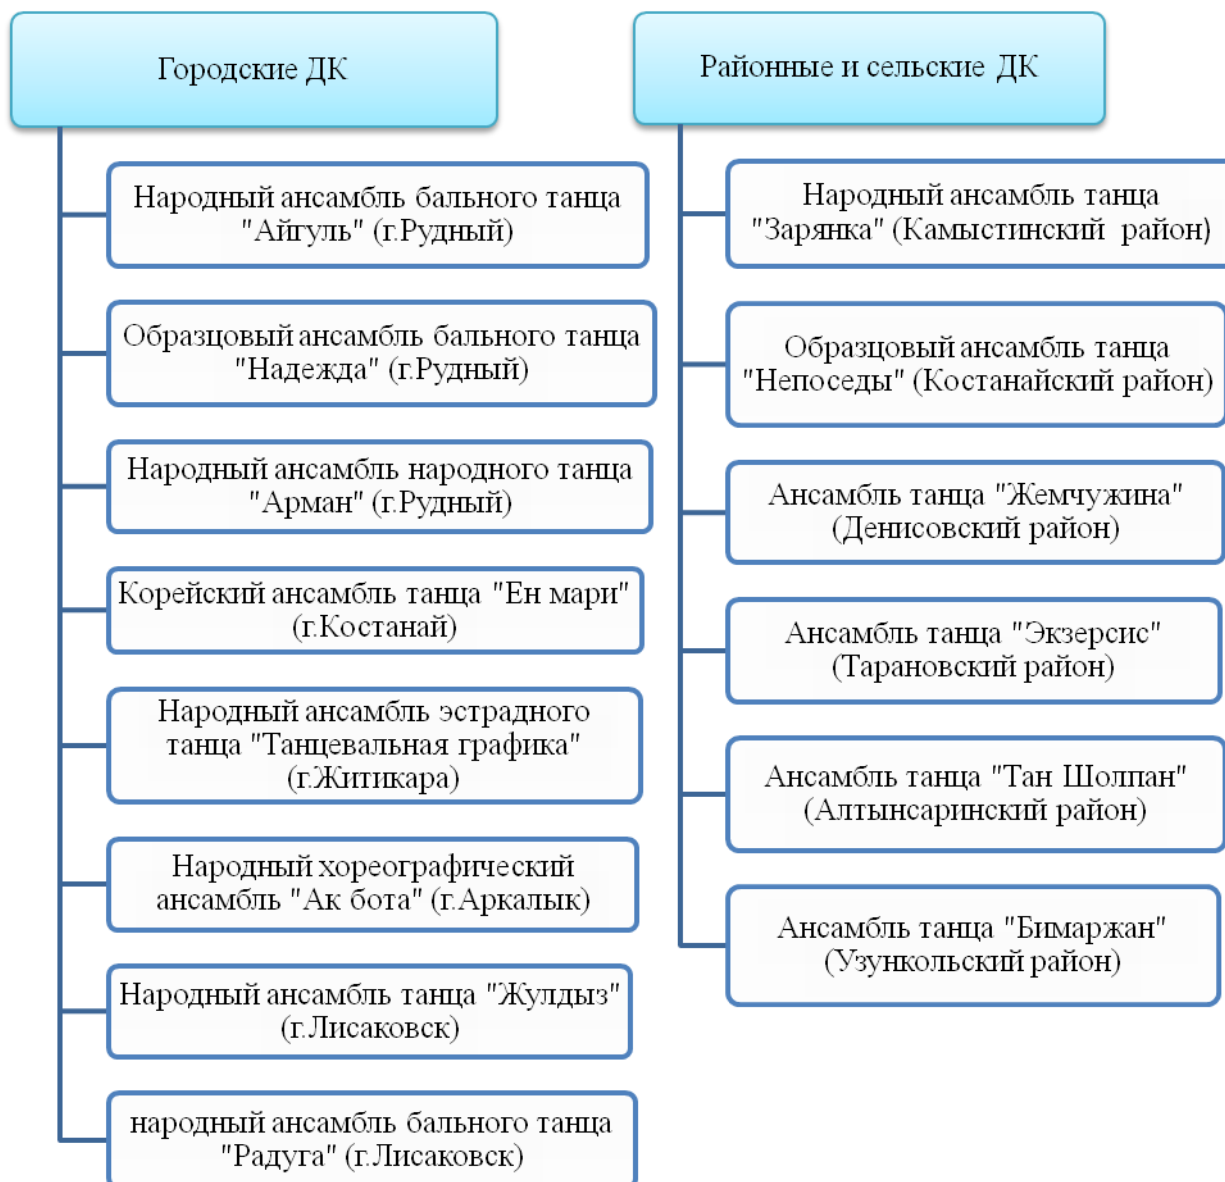 Городские ДК
Народный ансамбль бального танца
"Айгуль" (г.Рудный)
Образцовый ансамбль бального танца
"Надежда" (г.Рудный)
Народный ансамбль народного танца
"Арман" (г.Рудный)
Корейский ансамбль танца "Ен мари"
(г.Костанай)
Народный ансамбль эстрадного
танца "Танцевальная графика"
(г.Житикара)
Народный хореографический
ансамбль "Ак бота" (г.Аркалык)
Народный ансамбль танца "Жулдыз"
(г.Лисаковск)
народный ансамбль бального танца
"Радуга" (г.Лисаковск)
Районные и сельские ДК
Народный ансамбль танца
"Зарянка" (Камыстинский район)
Образцовый ансамбль танца
"Непоседы" (Костанайский район)
Ансамбль танца "Жемчужина"
(Денисовский район)
Ансамбль танца "Экзерсис"
(Тарановский район)
Ансамбль танца "Тан Шолпан"
(Алтынсаринский район)
Ансамбль танца "Бимаржан"
(Узункольский район)